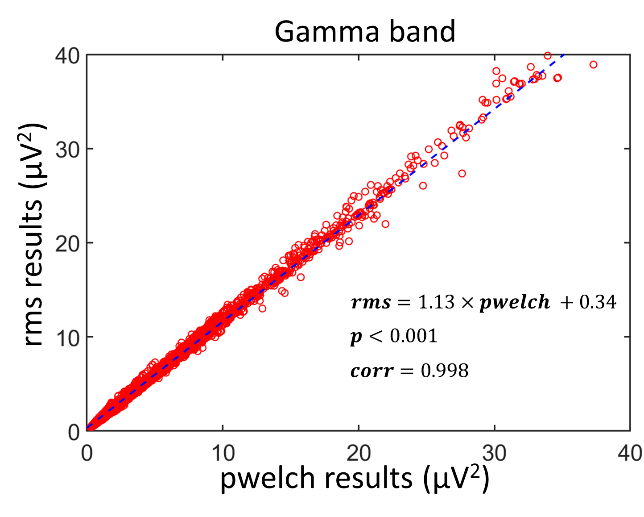 Gamma band
40
30
20
10
0
rms results (μV²)
rms = 1.13 × pwelch + 0.34
p < 0.001
corr = 0.998
0 10 20 30 40
pwelch results (μV²)